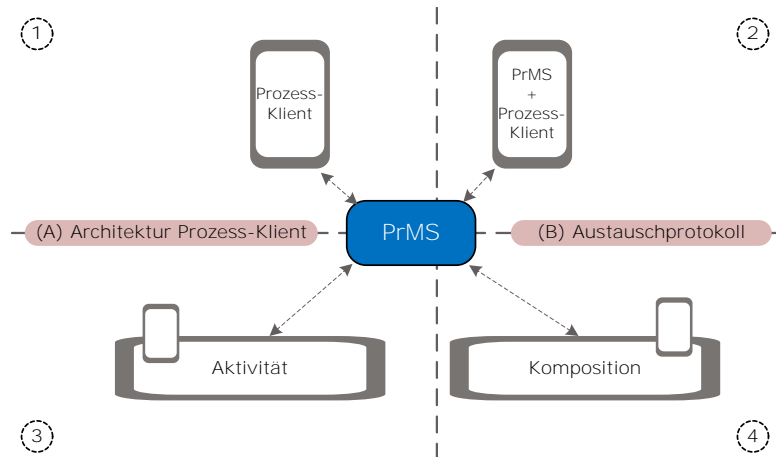 1
2
Prozess-
Klient
PrMS
+
Prozess-
Klient
(A) Architektur Prozess-Klient
PrMS
(B) Austauschprotokoll
Aktivität
Komposition
3
4